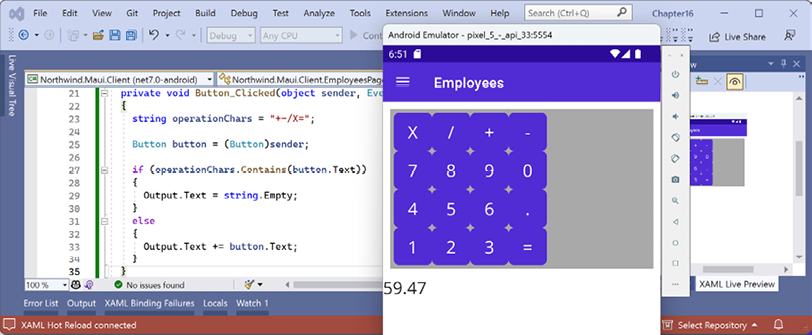 File Edit View Git Project Build Debug Test Analyze Tools Extensions Window Help Search (Ctrl+Q) Chapter16
Debug Any CPU Live Share
Android Emulator - pixel_5_-_api_33:5554
6:51
Employees
Live Visual Tree
Northwind.Maui.Client (net7.0-android) Northwind.Maui.Client.EmployeesPag
21 private void Button_Clicked(object sender, Eve
22 {
23 string operationChars = "+-/X=";
24
25 Button button = (Button)sender;
26
27 if (operationChars.Contains(button.Text))
28 {
29 Output.Text = string.Empty;
30 }
31 else
32 {
33 Output.Text += button.Text;
34 }
35 }
X / + -
7 8 9 0
4 5 6 .
1 2 3 =
59.47
100 % No issues found
XAML Live Preview
Error List Output XAML Binding Failures Locals Watch 1
XAML Hot Reload connected Select Repository